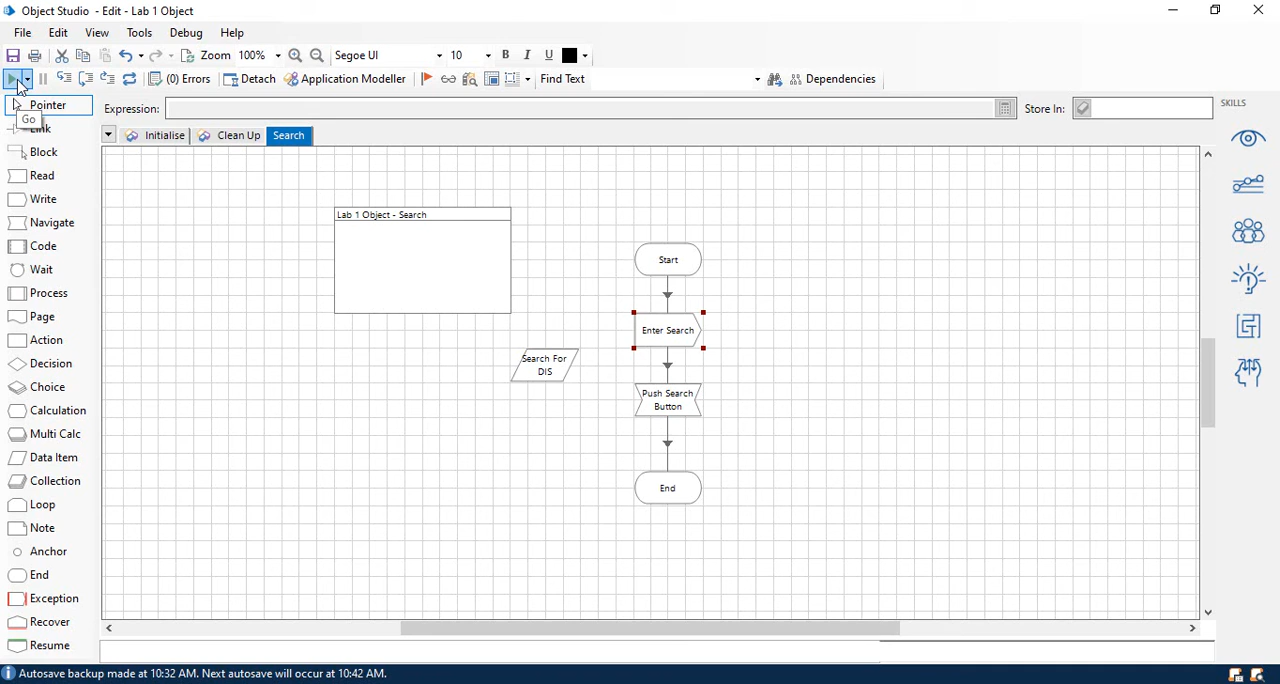 Object Studio - Edit - Lab 1 Object
File Edit View Tools Debug Help
Zoom 100% Segoe UI 10 B I U
(0) Errors Detach Application Modeller Find Text Dependencies
Pointer
Expression:
Store In:
SKILLS
Go
Link
Initialise Clean Up Search
Block
Read
Write
Navigate
Code
Wait
Process
Page
Action
Decision
Choice
Calculation
Multi Calc
Data Item
Collection
Loop
Note
Anchor
End
Exception
Recover
Resume
Lab 1 Object - Search
Start
Enter Search
Search For
DIS
Push Search
Button
End
Autosave backup made at 10:32 AM. Next autosave will occur at 10:42 AM.